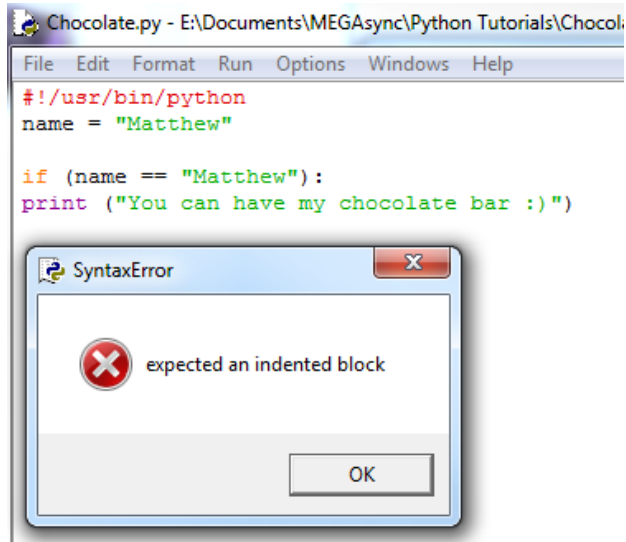 Chocolate.py - E:\Documents\MEGAsync\Python Tutorials\Chocol
File Edit Format Run Options Windows Help
#!/usr/bin/python
name = "Matthew"
if (name == "Matthew"):
print ("You can have my chocolate bar :)")
SyntaxError
expected an indented block
OK